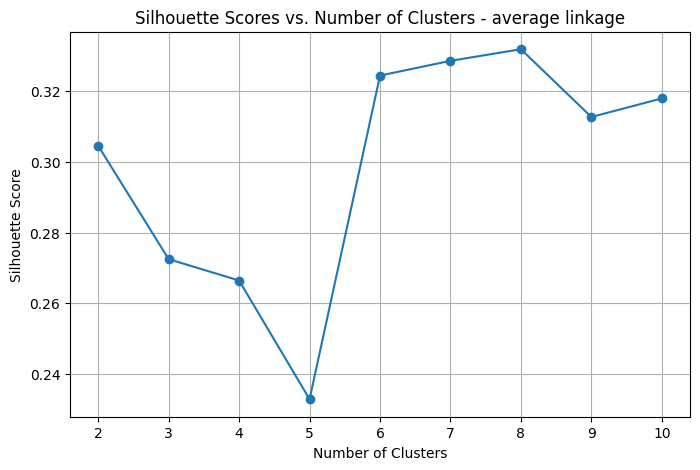 Silhouette Scores vs. Number of Clusters - average linkage
Silhouette Score
0.32
0.30
0.28
0.26
0.24
2 3 4 5 6 7 8 9 10
Number of Clusters